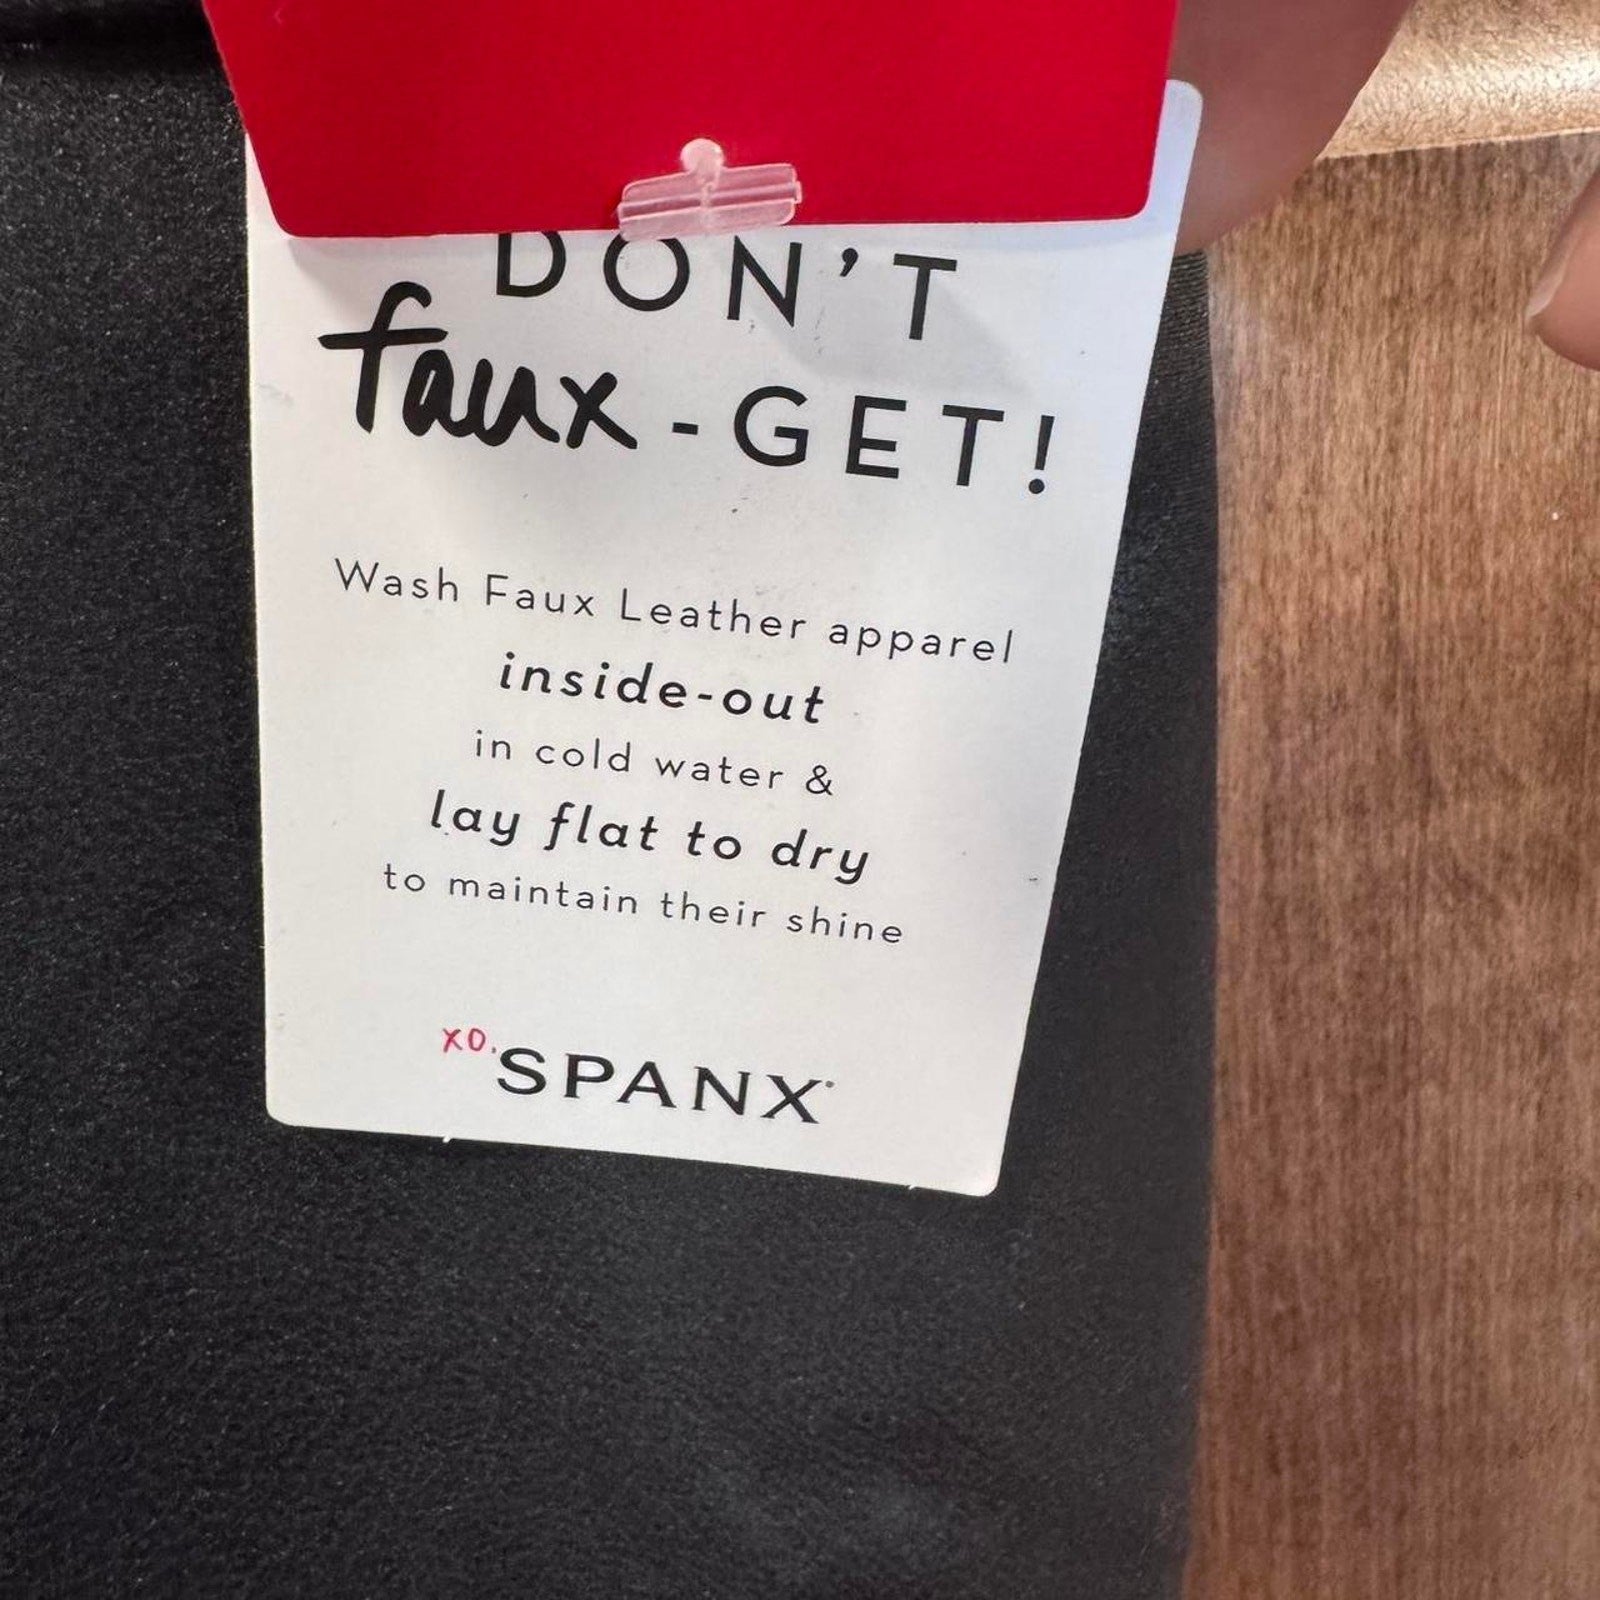 DON'T
faux-GET!
Wash Faux Leather apparel
inside-out
in cold water &
lay flat to dry
to maintain their shine
xo, SPANX